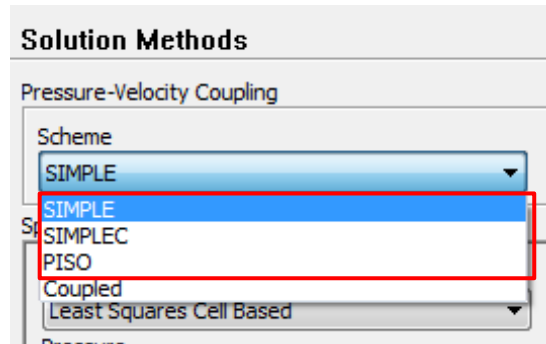 Solution Methods
Pressure-Velocity Coupling
Scheme
SIMPLE
SIMPLE
SIMPLEC
PISO
Coupled
Least Squares Cell Based